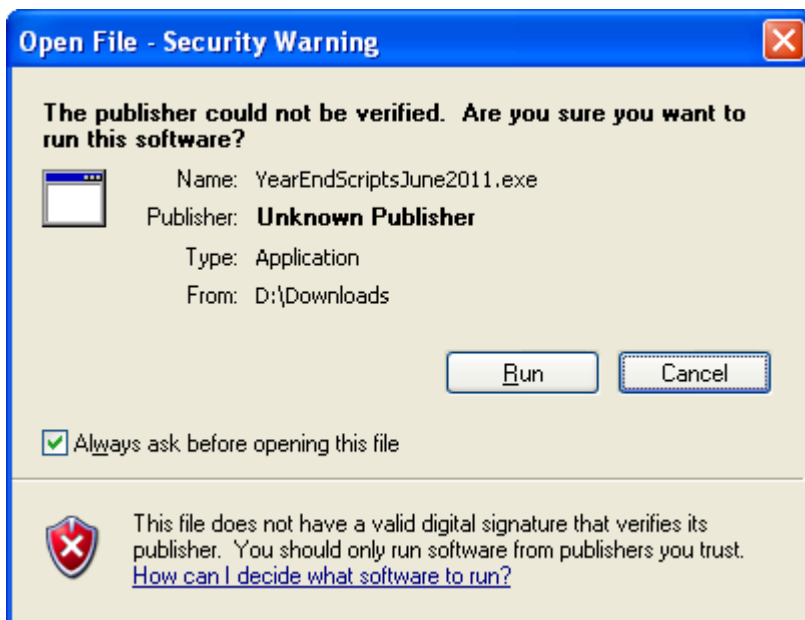 Open File - Security Warning
The publisher could not be verified.  Are you sure you want to
run this software?
Name: YearEndScriptsJune2011.exe
Publisher: Unknown Publisher
Type: Application
From: D:\Downloads
Run Cancel
Always ask before opening this file
This file does not have a valid digital signature that verifies its
publisher.  You should only run software from publishers you trust.
How can I decide what software to run?